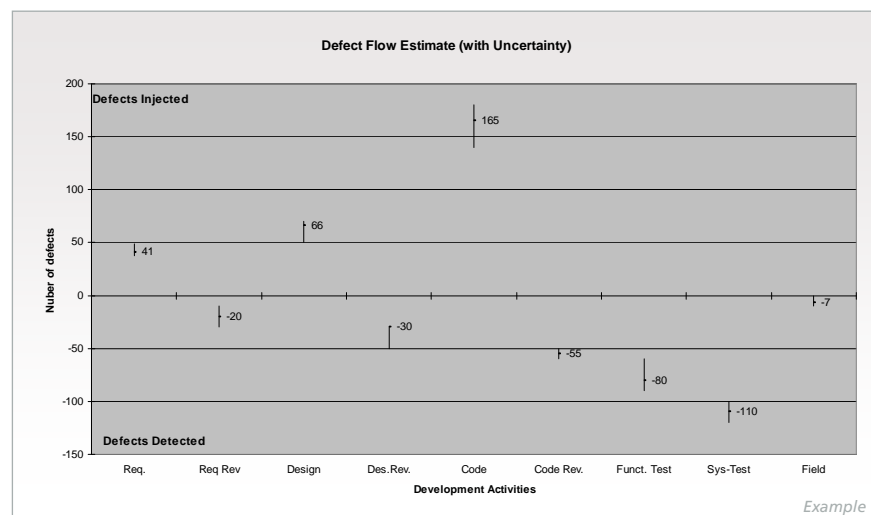 Defect Flow Estimate (with Uncertainty)
200
Defects Injected
165
150
100
66
50
41
0
-7
-20
-30
-50
-55
-80
-100
-110
Defects Detected
-150
Nuber of defects
Req.
Req Rev
Design
Des.Rev.
Code
Code Rev.
Funct. Test
Sys-Test
Field
Development Activities
Example